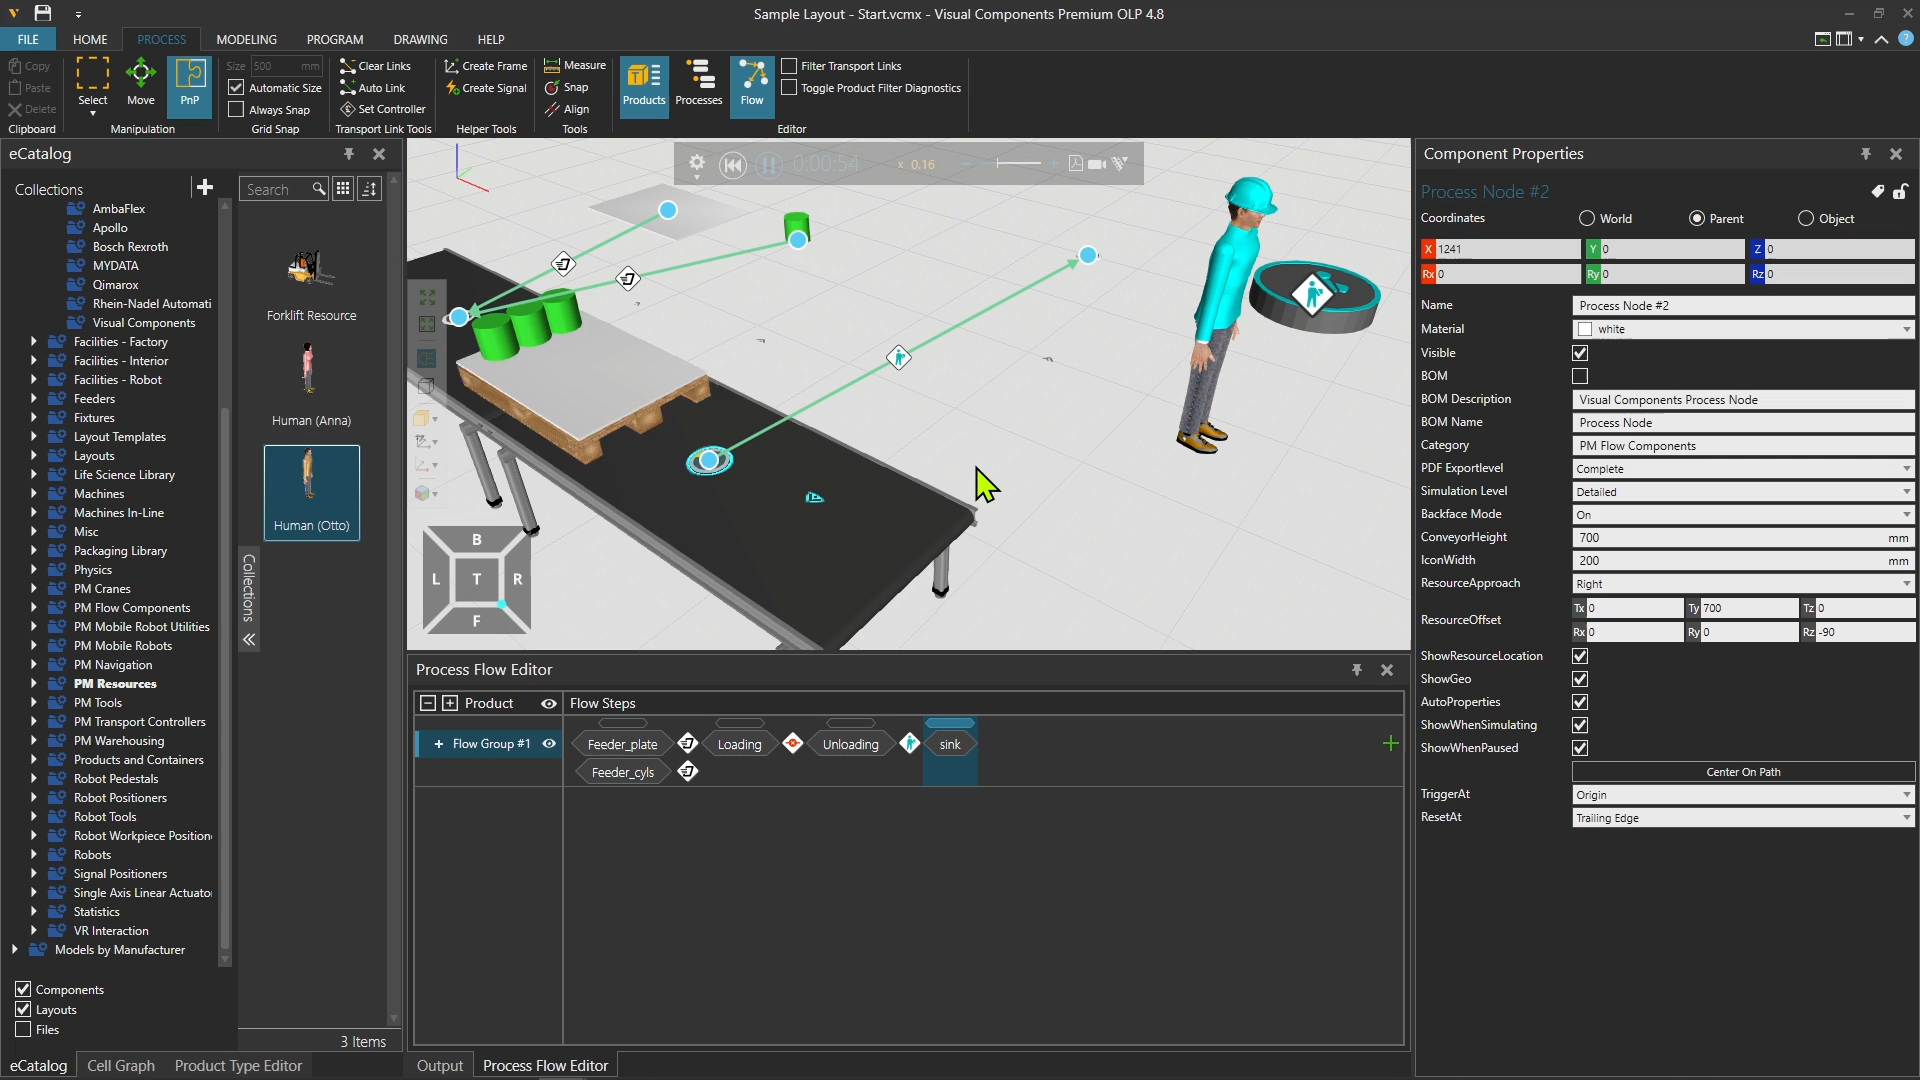 Sample Layout - Start.vcmx - Visual Components Premium OLP 4.8
FILE HOME PROCESS MODELING PROGRAM DRAWING HELP
Copy
Paste
Delete
Clipboard
Select
Move
PnP
Manipulation
Size 500 mm
Automatic Size
Always Snap
Grid Snap
Clear Links
Auto Link
Set Controller
Transport Link Tools
Create Frame
Create Signal
Helper Tools
Measure
Snap
Align
Tools
Products
Processes
Flow
Filter Transport Links
Toggle Product Filter Diagnostics
Editor
eCatalog
Collections
Search
AmbaFlex
Apollo
Bosch Rexroth
MYDATA
Qimarox
Rhein-Nadel Automati
Visual Components
Facilities - Factory
Facilities - Interior
Facilities - Robot
Feeders
Fixtures
Layout Templates
Layouts
Life Science Library
Machines
Machines In-Line
Misc
Packaging Library
Physics
PM Cranes
PM Flow Components
PM Mobile Robot Utilities
PM Mobile Robots
PM Navigation
PM Resources
PM Tools
PM Transport Controllers
PM Warehousing
Products and Containers
Robot Pedestals
Robot Positioners
Robot Tools
Robot Workpiece Position
Robots
Signal Positioners
Single Axis Linear Actuato
Statistics
VR Interaction
Models by Manufacturer
Components
Layouts
Files
Forklift Resource
Human (Anna)
Human (Otto)
Collections
3 Items
eCatalog Cell Graph Product Type Editor
0:00:54 x 0.16
B
L T R
F
Process Flow Editor
Product Flow Steps
Flow Group #1 Feeder_plate Loading Unloading sink
Feeder_cyls
Output Process Flow Editor
Component Properties
Process Node #2
Coordinates World Parent Object
X 1241 Y 0 Z 0
Rx 0 Ry 0 Rz 0
Name Process Node #2
Material white
Visible
BOM
BOM Description Visual Components Process Node
BOM Name Process Node
Category PM Flow Components
PDF Exportlevel Complete
Simulation Level Detailed
Backface Mode On
ConveyorHeight 700 mm
IconWidth 200 mm
ResourceApproach Right
ResourceOffset
Tx 0 Ty 700 Tz 0
Rx 0 Ry 0 Rz -90
ShowResourceLocation
ShowGeo
AutoProperties
ShowWhenSimulating
ShowWhenPaused
Center On Path
TriggerAt Origin
ResetAt Trailing Edge